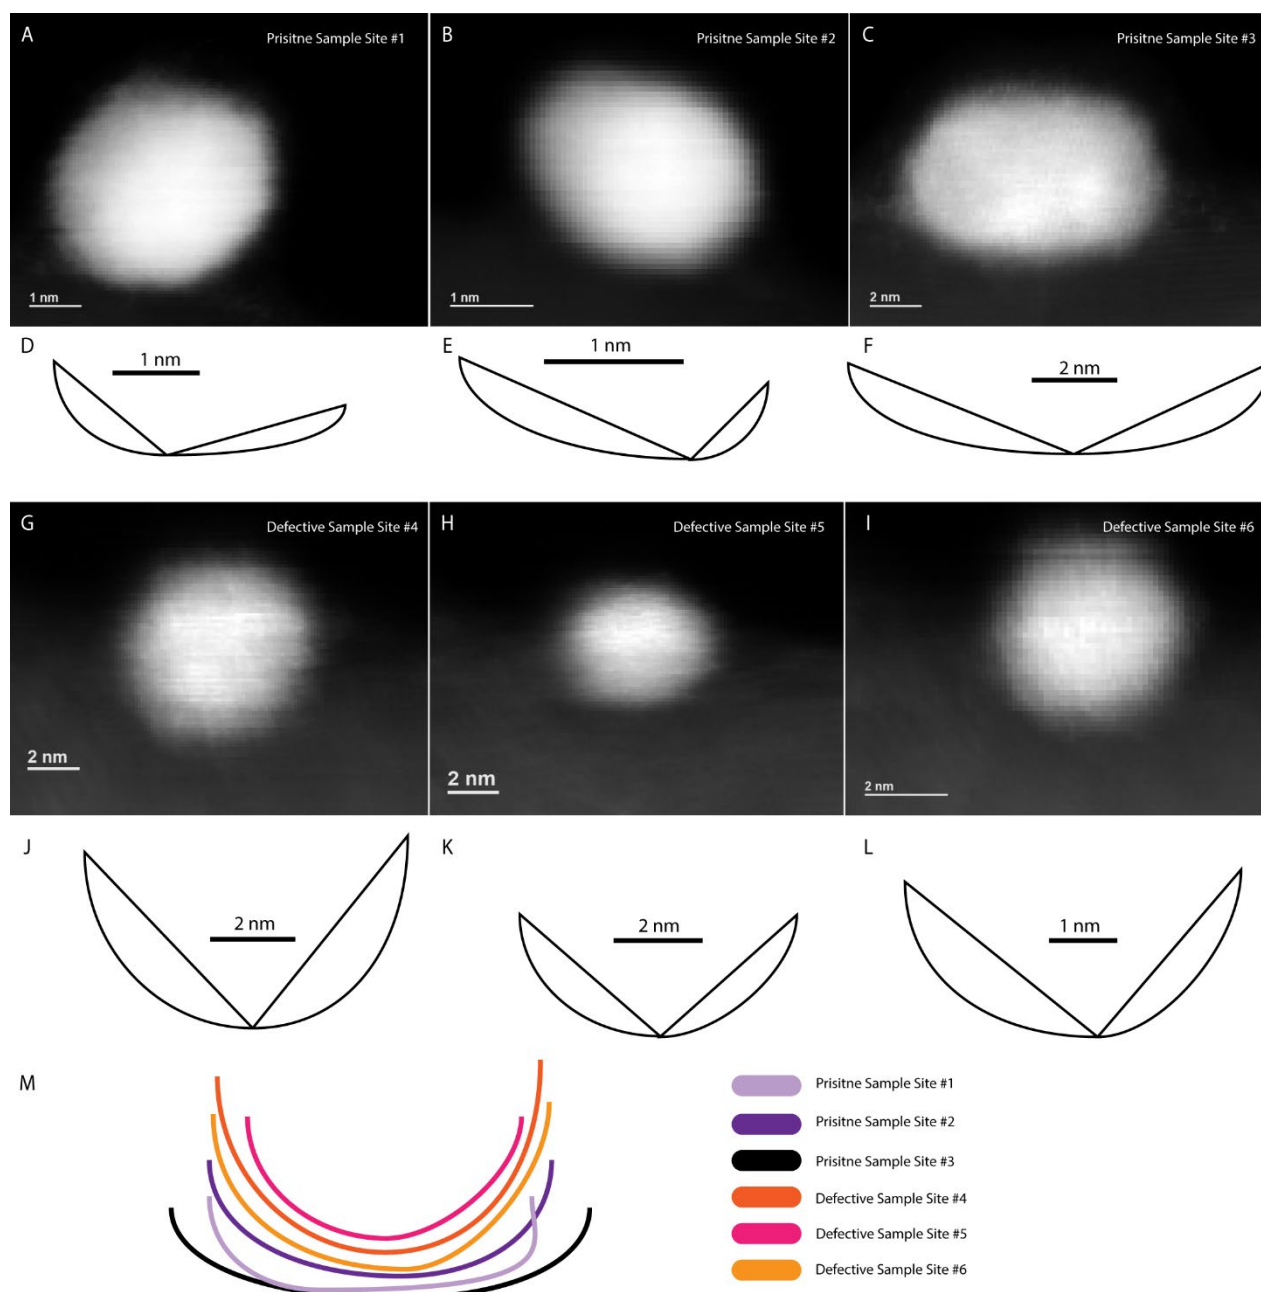 A Prisitne Sample Site #1
B Prisitne Sample Site #2
C Prisitne Sample Site #3
1 nm
1 nm
2 nm
D 1 nm
E 1 nm
F 2 nm
G Defective Sample Site #4
H Defective Sample Site #5
I Defective Sample Site #6
2 nm
2 nm
2 nm
J 2 nm
K 2 nm
L 1 nm
M
Prisitne Sample Site #1
Prisitne Sample Site #2
Prisitne Sample Site #3
Defective Sample Site #4
Defective Sample Site #5
Defective Sample Site #6